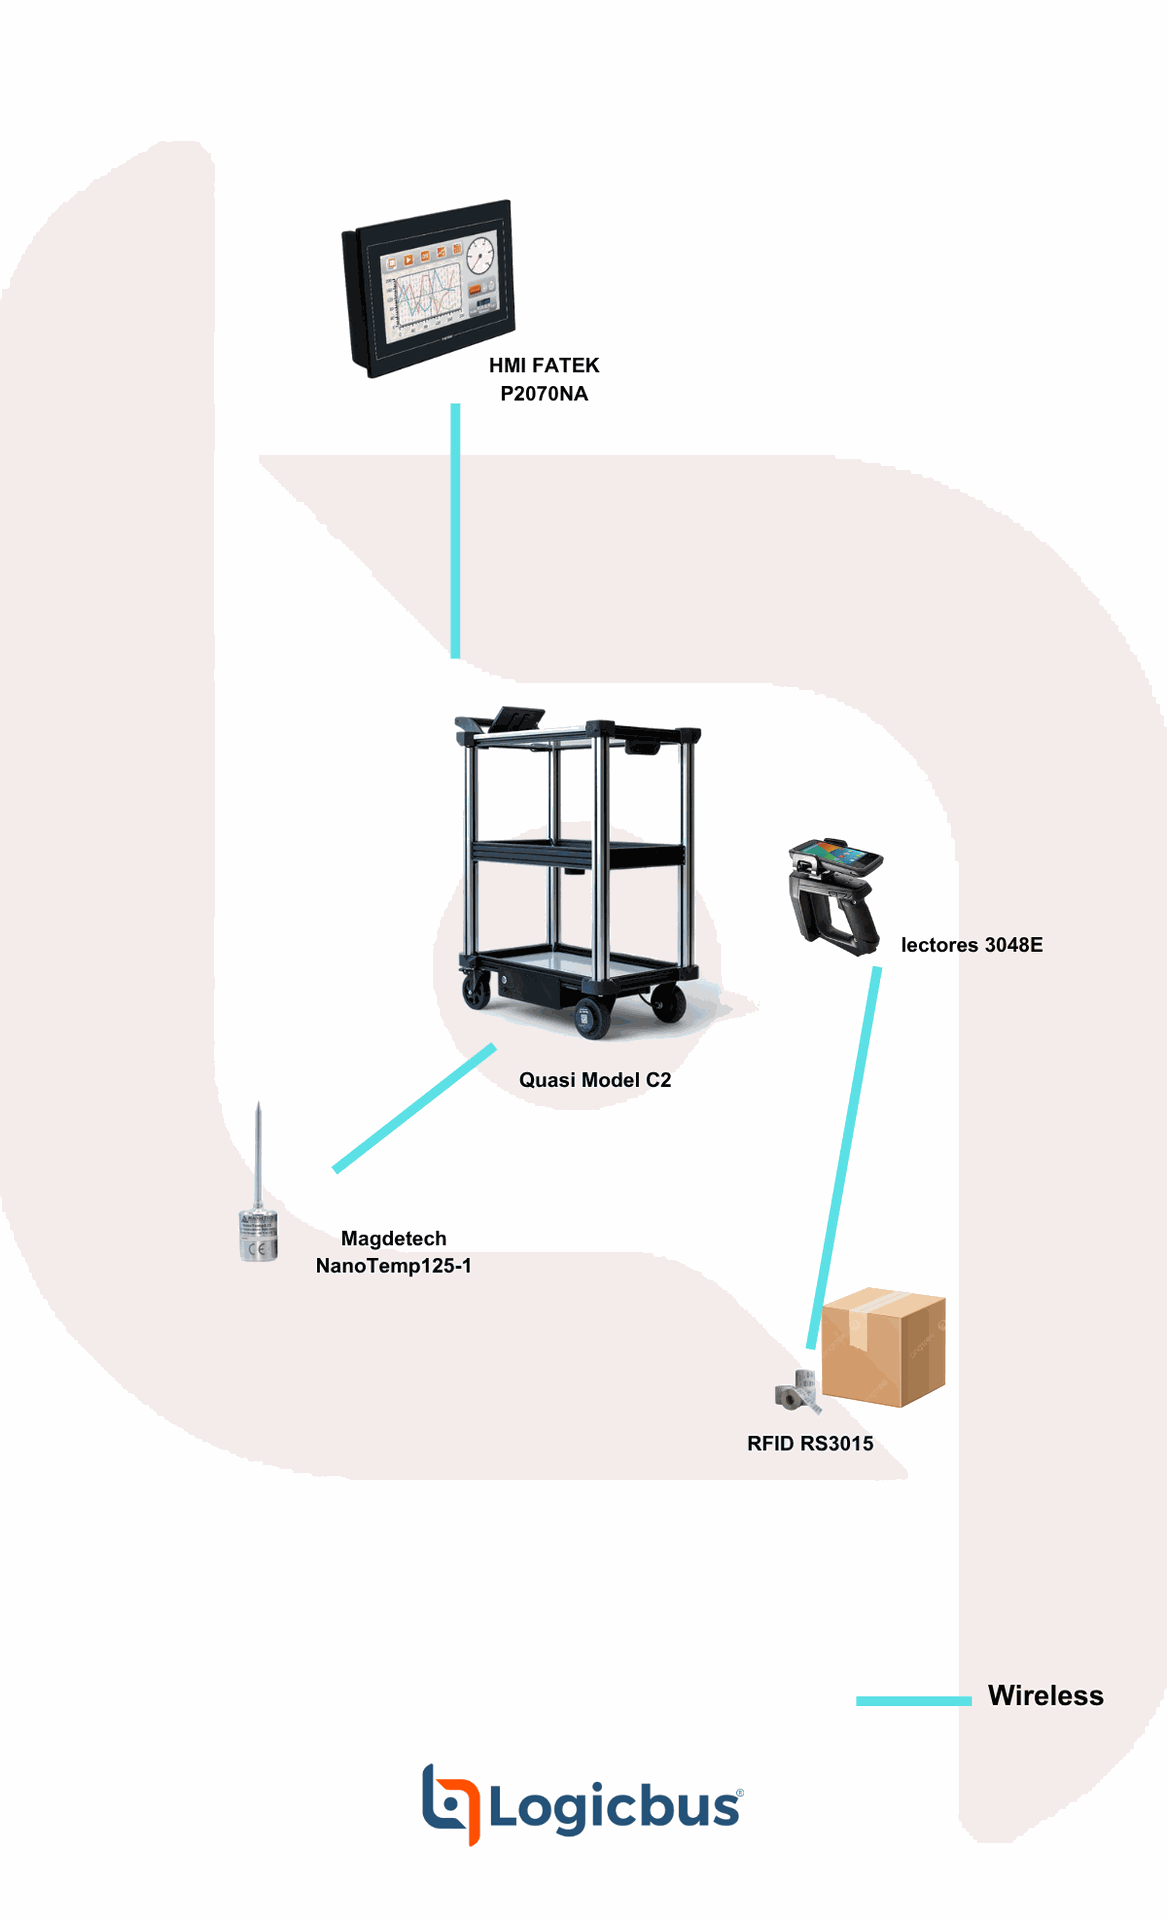 HMI FATEK
P2070NA
lectores 3048E
Quasi Model C2
Magdetech
NanoTemp125-1
RFID RS3015
Wireless
Logicbus®